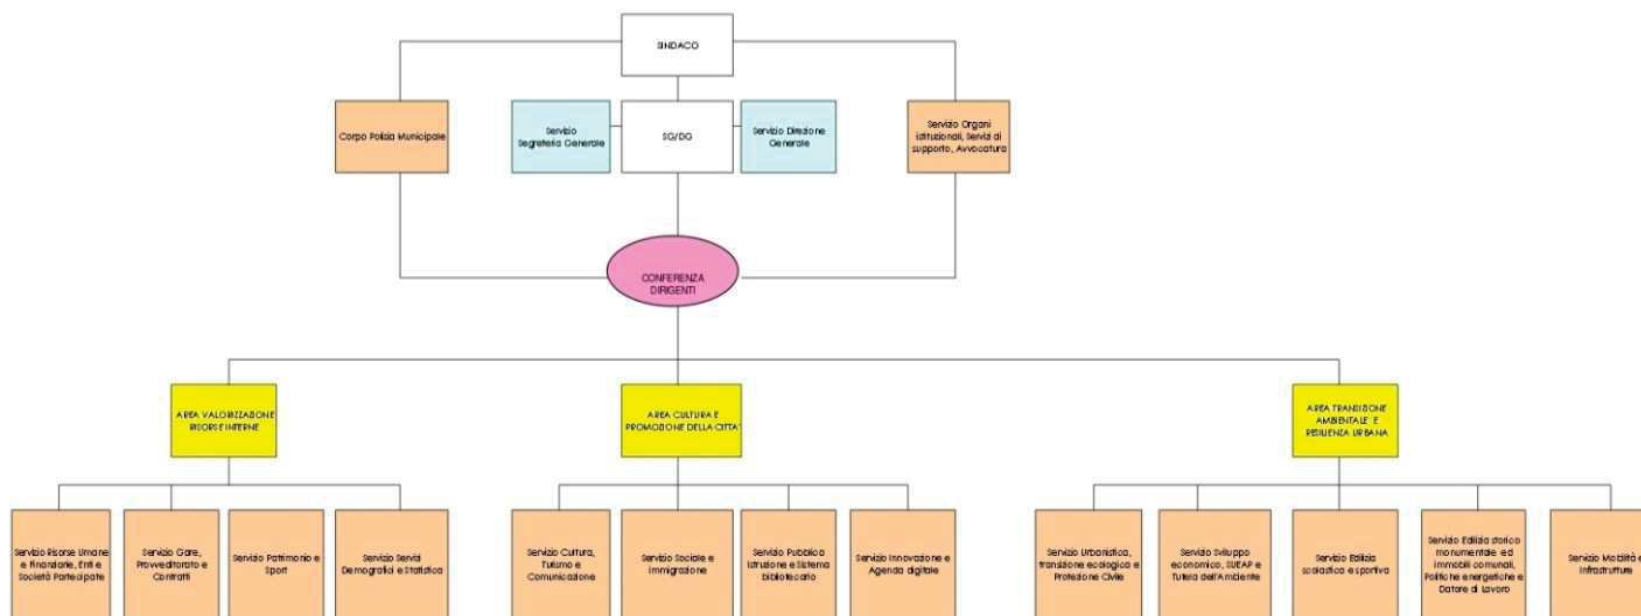 SINDACO
Corpo Polizia Municipale
Servizio
Segreteria Generale
SG/DG
Servizio Direzione
Generale
Servizio Organi
istituzionali, Servizi di
supporto, Avvocatura
CONFERENZA
DIRIGENTI
AREA VALORIZZAZIONE
RISORSE INTERNE
AREA CULTURA E
PROMOZIONE DELLA CITTA'
AREA TRANSIZIONE
AMBIENTALE E
RESILIENZA URBANA
Servizio Risorse Umane
e Finanziarie, Enti e
Società Partecipate
Servizio Gare,
Provveditorato e
Contratti
Servizio Patrimonio e
Sport
Servizio Servizi
Demografici e Statistica
Servizio Cultura,
Turismo e
Comunicazione
Servizio Sociale e
Immigrazione
Servizio Pubblica
Istruzione e Sistema
bibliotecario
Servizio Innovazione e
Agenda digitale
Servizio Urbanistica,
transizione ecologica e
Protezione Civile
Servizio Sviluppo
economico, SUEAP e
Tutela dell'Ambiente
Servizio Edilizia
scolastica e sportiva
Servizio Edilizia storico
monumentale ed
immobili comunali,
Politiche energetiche e
Datore di Lavoro
Servizio Mobilità e
Infrastrutture